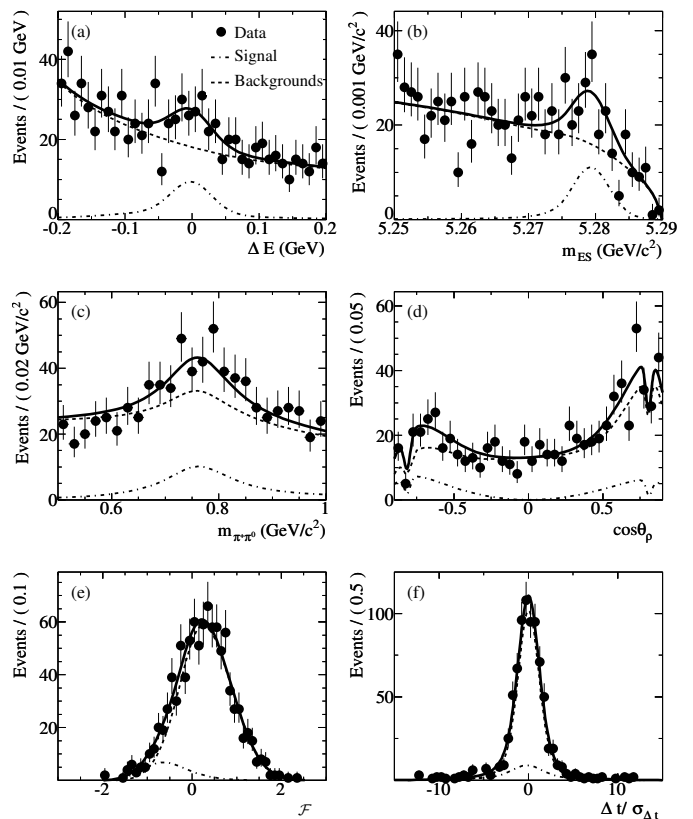 Events / ( 0.01 GeV )
(a)
Data
Signal
Backgrounds
40
20
0
-0.2 -0.1 0 0.1 0.2
Δ E (GeV)
Events / ( 0.001 GeV/c² )
(b)
40
20
0
5.25 5.26 5.27 5.28 5.29
m_ES (GeV/c²)
Events / ( 0.02 GeV/c² )
(c)
60
40
20
0
0.6 0.8 1
m_π⁺π⁰ (GeV/c²)
Events / ( 0.05 )
(d)
60
40
20
0
-0.5 0 0.5
cosθ_ρ
Events / ( 0.1 )
(e)
60
40
20
-2 0 2
ℱ
Events / ( 0.5 )
(f)
100
50
-10 0 10
Δ t/ σ_Δ t